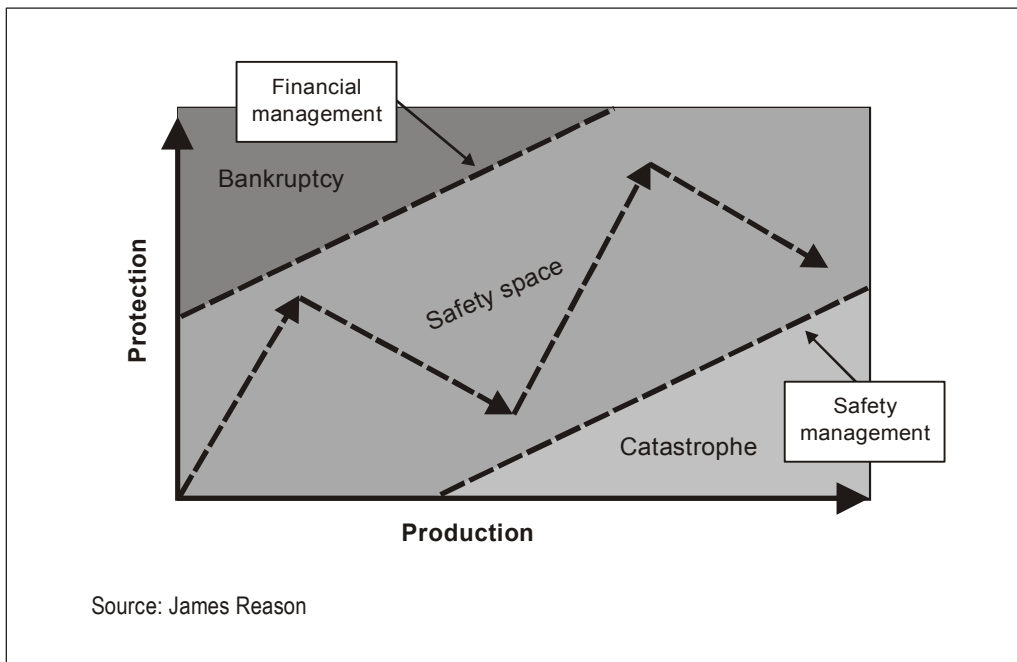 Financial
management
Bankruptcy
Protection
Safety space
Safety
management
Catastrophe
Production
Source: James Reason